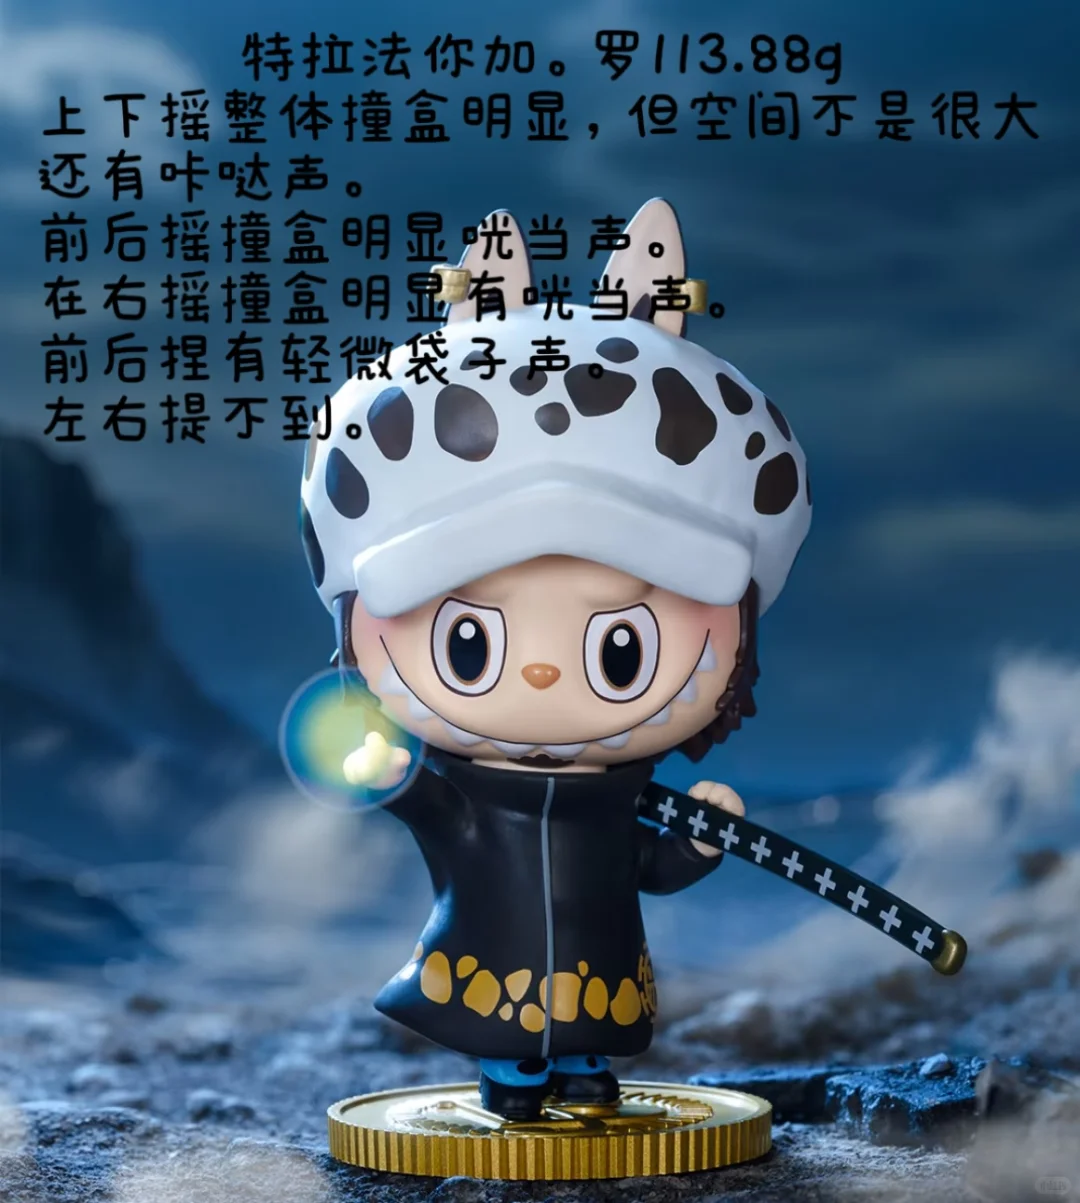 特拉法你加。罗113.88g
上下摇整体撞盒明显，但空间不是很大
还有咔哒声。
前后摇撞盒明显咣当声。
在右摇撞盒明显有咣当声。
前后捏有轻微袋子声。
左右提不到。